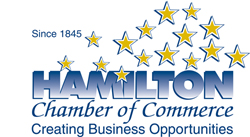 Since 1845
HAMILTON
Chamber of Commerce
Creating Business Opportunities